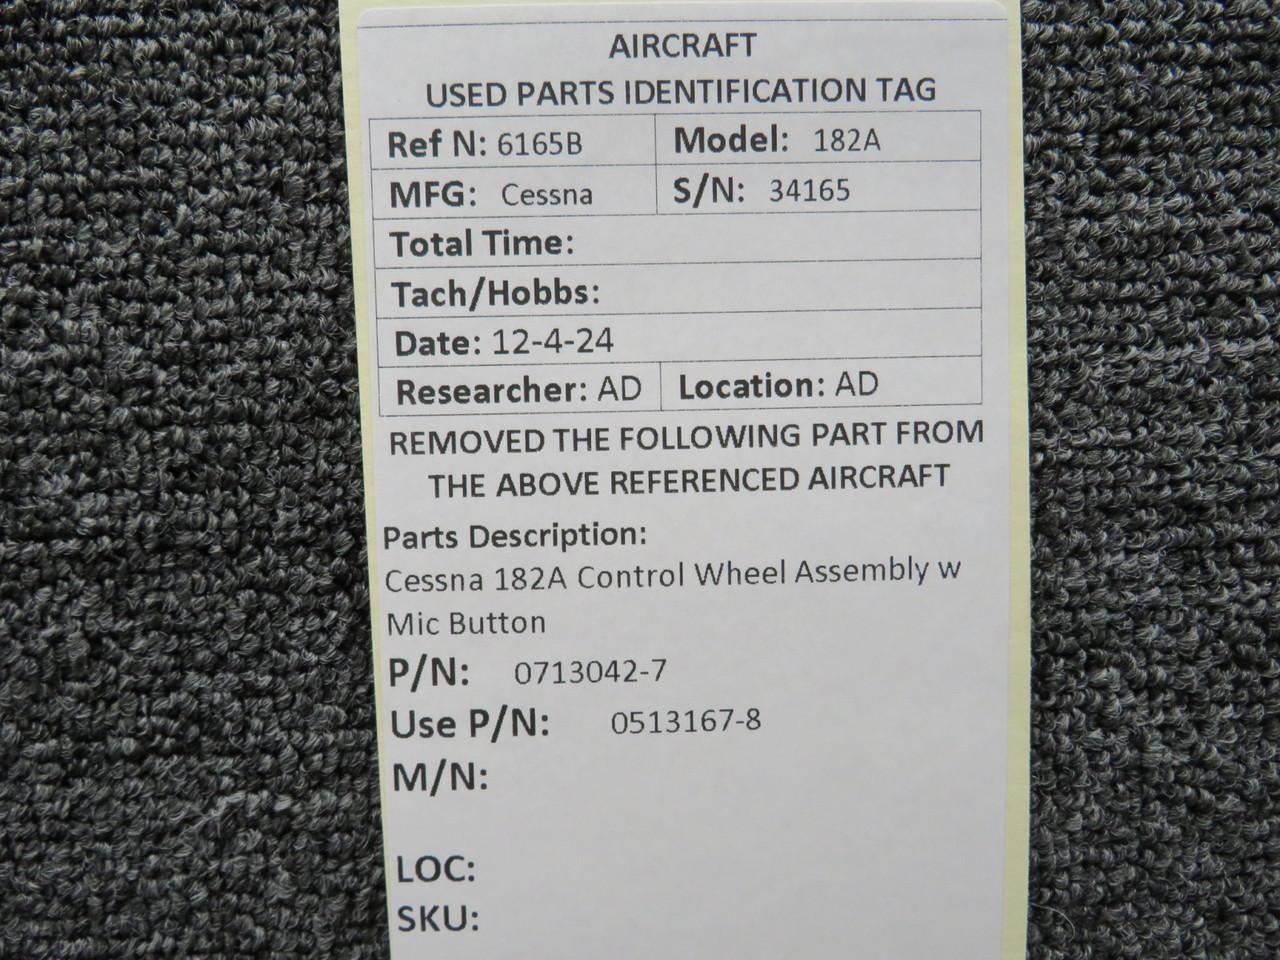 AIRCRAFT
USED PARTS IDENTIFICATION TAG
Ref N: 6165B Model: 182A
MFG: Cessna S/N: 34165
Total Time:
Tach/Hobbs:
Date: 12-4-24
Researcher: AD Location: AD
REMOVED THE FOLLOWING PART FROM
THE ABOVE REFERENCED AIRCRAFT
Parts Description:
Cessna 182A Control Wheel Assembly w
Mic Button
P/N: 0713042-7
Use P/N: 0513167-8
M/N:
LOC:
SKU: